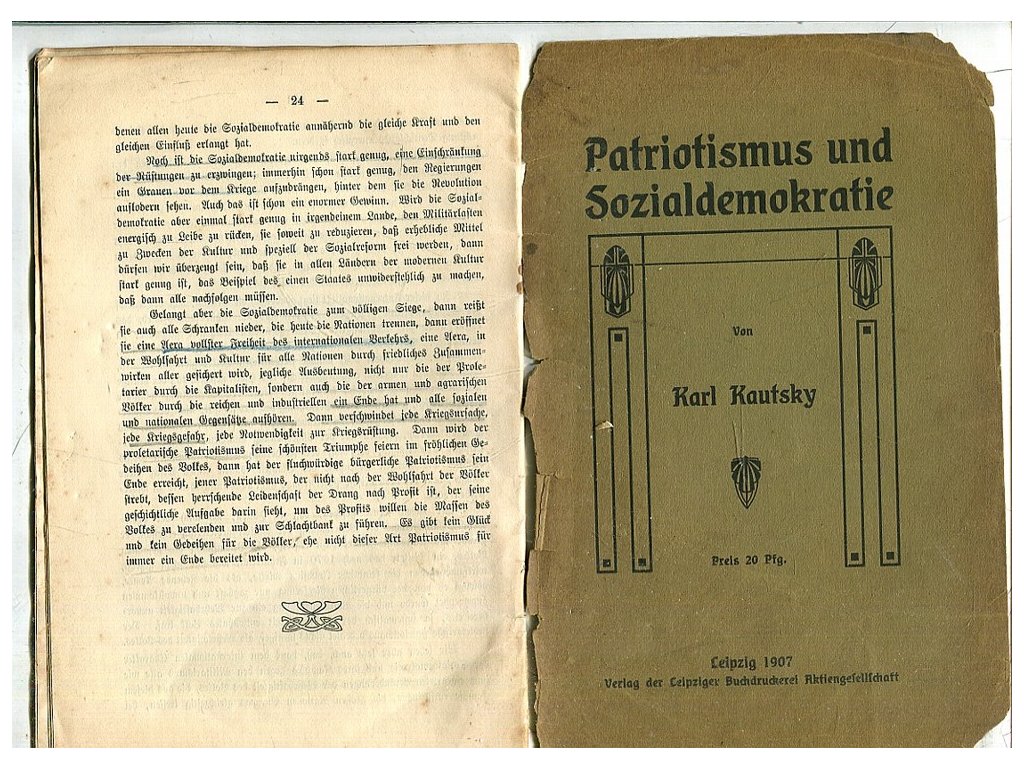 — 24 —
denen allen heute die Sozialdemokratie annähernd die gleiche Kraft und den
gleichen Einfluß erlangt hat.
Noch ist die Sozialdemokratie nirgends stark genug, eine Einschränkung
der Rüstungen zu erzwingen; immerhin schon stark genug, den Regierungen
ein Grauen vor dem Kriege aufzudrängen, hinter dem sie die Revolution
auflodern sehen. Auch das ist schon ein enormer Gewinn. Wird die Sozial-
demokratie aber einmal stark genug in irgendeinem Lande, den Militärlasten
energisch zu Leibe zu rücken, sie soweit zu reduzieren, daß erhebliche Mittel
zu Zwecken der Kultur und speziell der Sozialreform frei werden, dann
dürfen wir überzeugt sein, daß sie in allen Ländern der modernen Kultur
stark genug ist, das Beispiel des einen Staates unwiderstehlich zu machen,
daß dann alle nachfolgen müssen.
Gelangt aber die Sozialdemokratie zum völligen Siege, dann reißt
sie auch alle Schranken nieder, die heute die Nationen trennen, dann eröffnet
sie eine Aera vollster Freiheit des internationalen Verkehrs, eine Aera, in
der Wohlfahrt und Kultur für alle Nationen durch friedliches Zusammen-
wirken aller gesichert wird, jegliche Ausbeutung, nicht nur die der Prole-
tarier durch die Kapitalisten, sondern auch die der armen und agrarischen
Völker durch die reichen und industriellen ein Ende hat und alle sozialen
und nationalen Gegensätze aufhören. Dann verschwindet jede Kriegsursache,
jede Kriegsgefahr, jede Notwendigkeit zur Kriegsrüstung. Dann wird der
proletarische Patriotismus seine schönsten Triumphe feiern im fröhlichen Ge-
deihen des Volkes, dann hat der fluchwürdige bürgerliche Patriotismus sein
Ende erreicht, jener Patriotismus, der nicht nach der Wohlfahrt der Völker
strebt, dessen herrschende Leidenschaft der Drang nach Profit ist, der seine
geschichtliche Aufgabe darin sieht, um des Profits willen die Massen des
Volkes zu verelenden und zur Schlachtbank zu führen. Es gibt kein Glück
und kein Gedeihen für die Völker, ehe nicht dieser Art Patriotismus für
immer ein Ende bereitet wird.
Patriotismus und
Sozialdemokratie
Von
Karl Kautsky
Preis 20 Pfg.
Leipzig 1907
Verlag der Leipziger Buchdruckerei Aktiengesellschaft